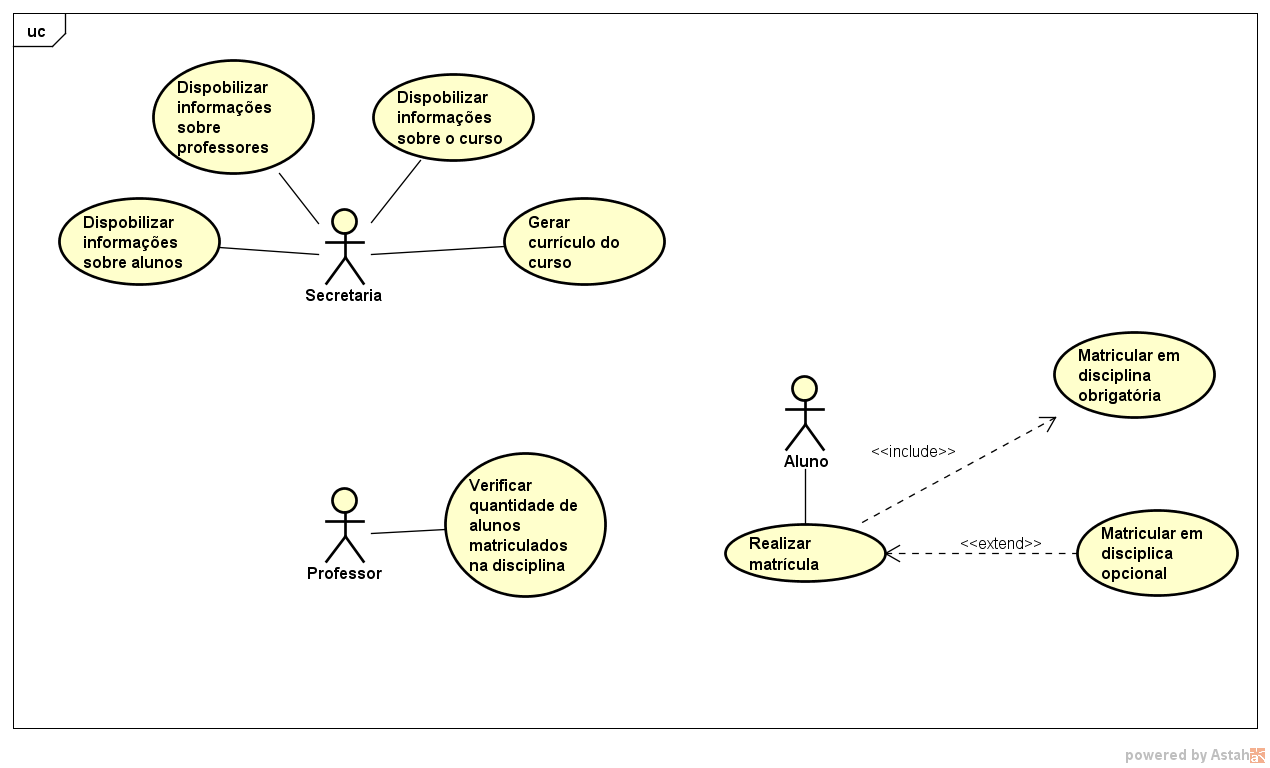 uc
Dispobilizar
informações
sobre
professores
Dispobilizar
informações
sobre o curso
Dispobilizar
informações
sobre alunos
Gerar
currículo do
curso
Secretaria
Matricular em
disciplina
obrigatória
Aluno
<<include>>
Verificar
quantidade de
alunos
matriculados
na disciplina
Professor
Realizar
matrícula
<<extend>>
Matricular em
disciplica
opcional
powered by Astah